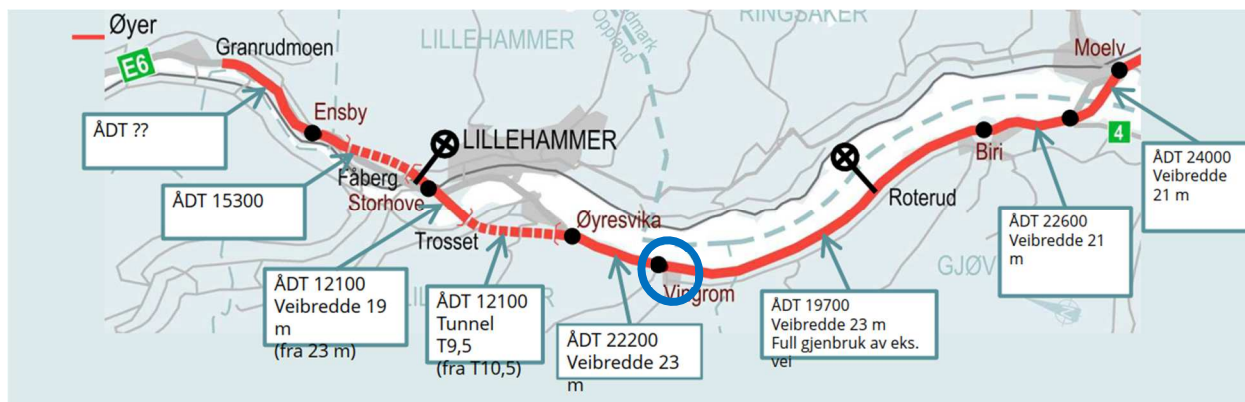 Øyer
Granrudmoen
E6
LILLEHAMMER
Oppland
RINGSAKER
Moelv
Ensby
ÅDT ??
LILLEHAMMER
4
Biri
Fåberg
Storhove
ÅDT 15300
Roterud
ÅDT 24000
Veibredde
21 m
Øyresvika
Trosset
ÅDT 22600
Veibredde 21
m
Vingrom
GJØV
ÅDT 12100
Veibredde 19
m
(fra 23 m)
ÅDT 12100
Tunnel
T9,5
(fra T10,5)
ÅDT 22200
Veibredde 23
m
ÅDT 19700
Veibredde 23 m
Full gjenbruk av eks.
vei